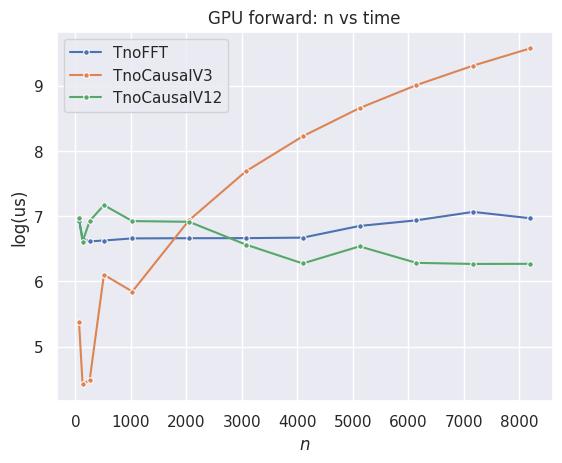 GPU forward: n vs time
TnoFFT
TnoCausalV3
TnoCausalV12
log(us)
9
8
7
6
5
0 1000 2000 3000 4000 5000 6000 7000 8000
n